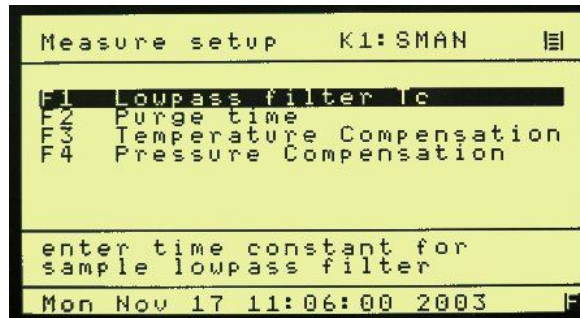 Measure setup K1:SMAN
F1 Lowpass filter Tc
F2 Purge time
F3 Temperature Compensation
F4 Pressure Compensation
enter time constant for
sample lowpass filter
Mon Nov 17 11:06:00 2003